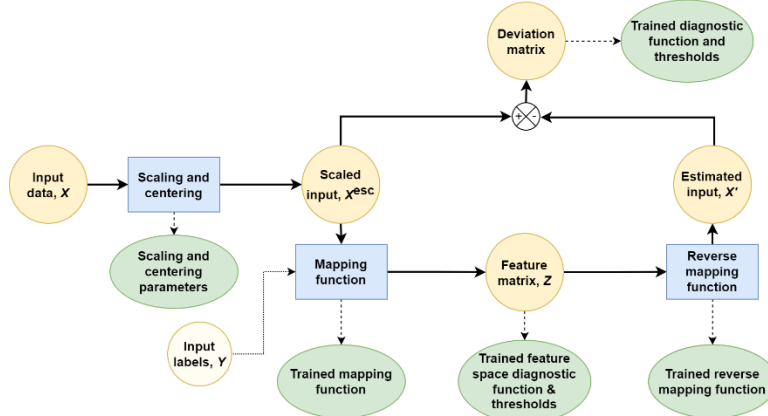 Deviation
matrix
Trained diagnostic
function and
thresholds
+
-
Input
data, X
Scaling and
centering
Scaled
input, Xesc
Estimated
input, X'
Scaling and
centering
parameters
Mapping
function
Feature
matrix, Z
Reverse
mapping
function
Input
labels, Y
Trained mapping
function
Trained feature
space diagnostic
function &
thresholds
Trained reverse
mapping function